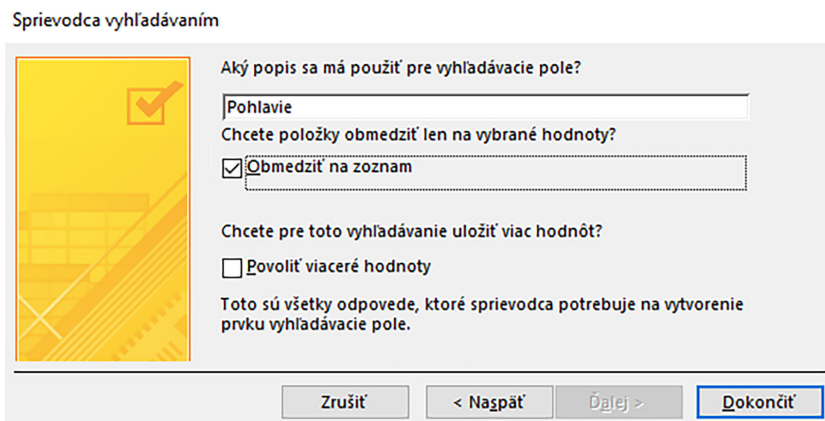 Sprievodca vyhľadávaním
Aký popis sa má použiť pre vyhľadávacie pole?
Pohlavie
Chcete položky obmedziť len na vybrané hodnoty?
Obmedziť na zoznam
Chcete pre toto vyhľadávanie uložiť viac hodnôt?
Povoliť viaceré hodnoty
Toto sú všetky odpovede, ktoré sprievodca potrebuje na vytvorenie
prvku vyhľadávacie pole.
Zrušiť < Naspäť Ďalej > Dokončiť